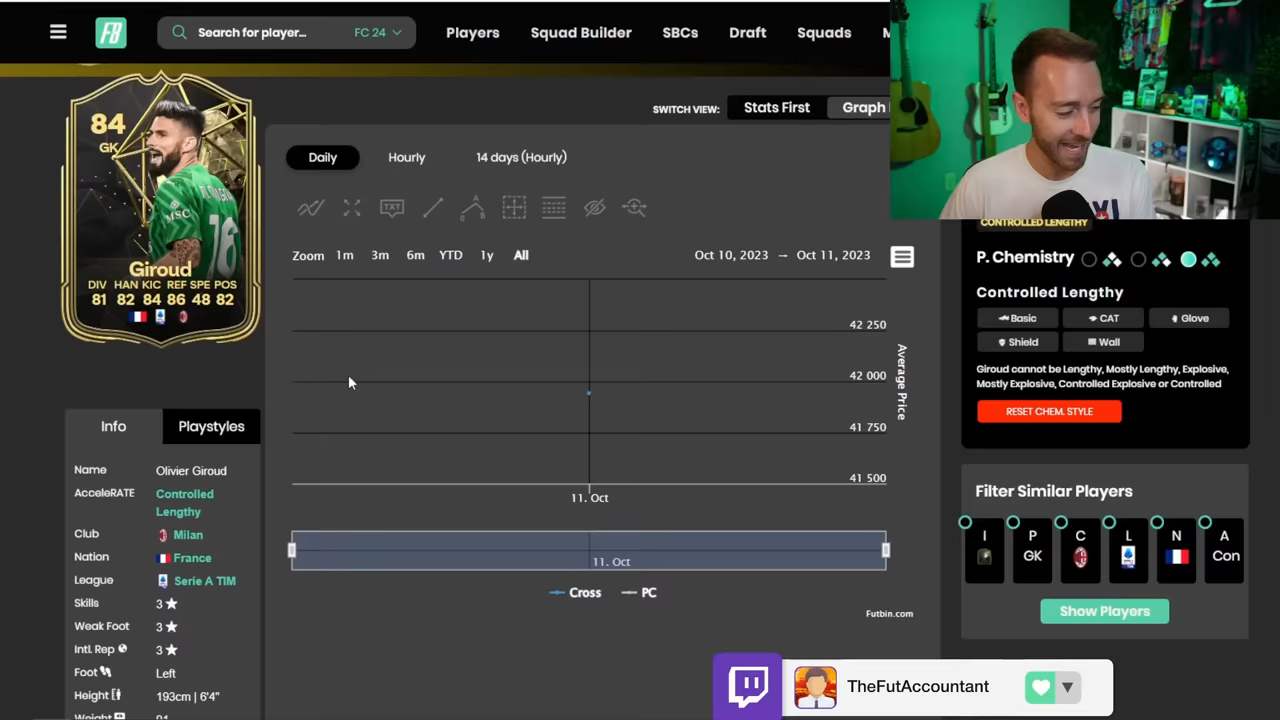 FB
Search for player...
FC 24
Players
Squad Builder
SBCs
Draft
Squads
M
84
GK
MSC
16
Giroud
DIV HAN KIC REF SPE POS
81 82 84 86 48 82
SWITCH VIEW:
Stats First
Graph
Daily
Hourly
14 days (Hourly)
TXT
Zoom 1m 3m 6m YTD 1y All
Oct 10, 2023 → Oct 11, 2023
42 250
42 000
41 750
41 500
Average Price
11. Oct
11. Oct
Cross
PC
Futbin.com
Info
Playstyles
Name Olivier Giroud
AcceleRATE Controlled
Lengthy
Club Milan
Nation France
League Serie A TIM
Skills 3
Weak Foot 3
Intl. Rep 3
Foot Left
Height 193cm | 6'4"
Weight 91
CONTROLLED LENGTHY
P. Chemistry
Controlled Lengthy
Basic
CAT
Glove
Shield
Wall
Giroud cannot be Lengthy, Mostly Lengthy, Explosive,
Mostly Explosive, Controlled Explosive or Controlled
RESET CHEM. STYLE
Filter Similar Players
I P C L N A
GK
Con
Show Players
TheFutAccountant